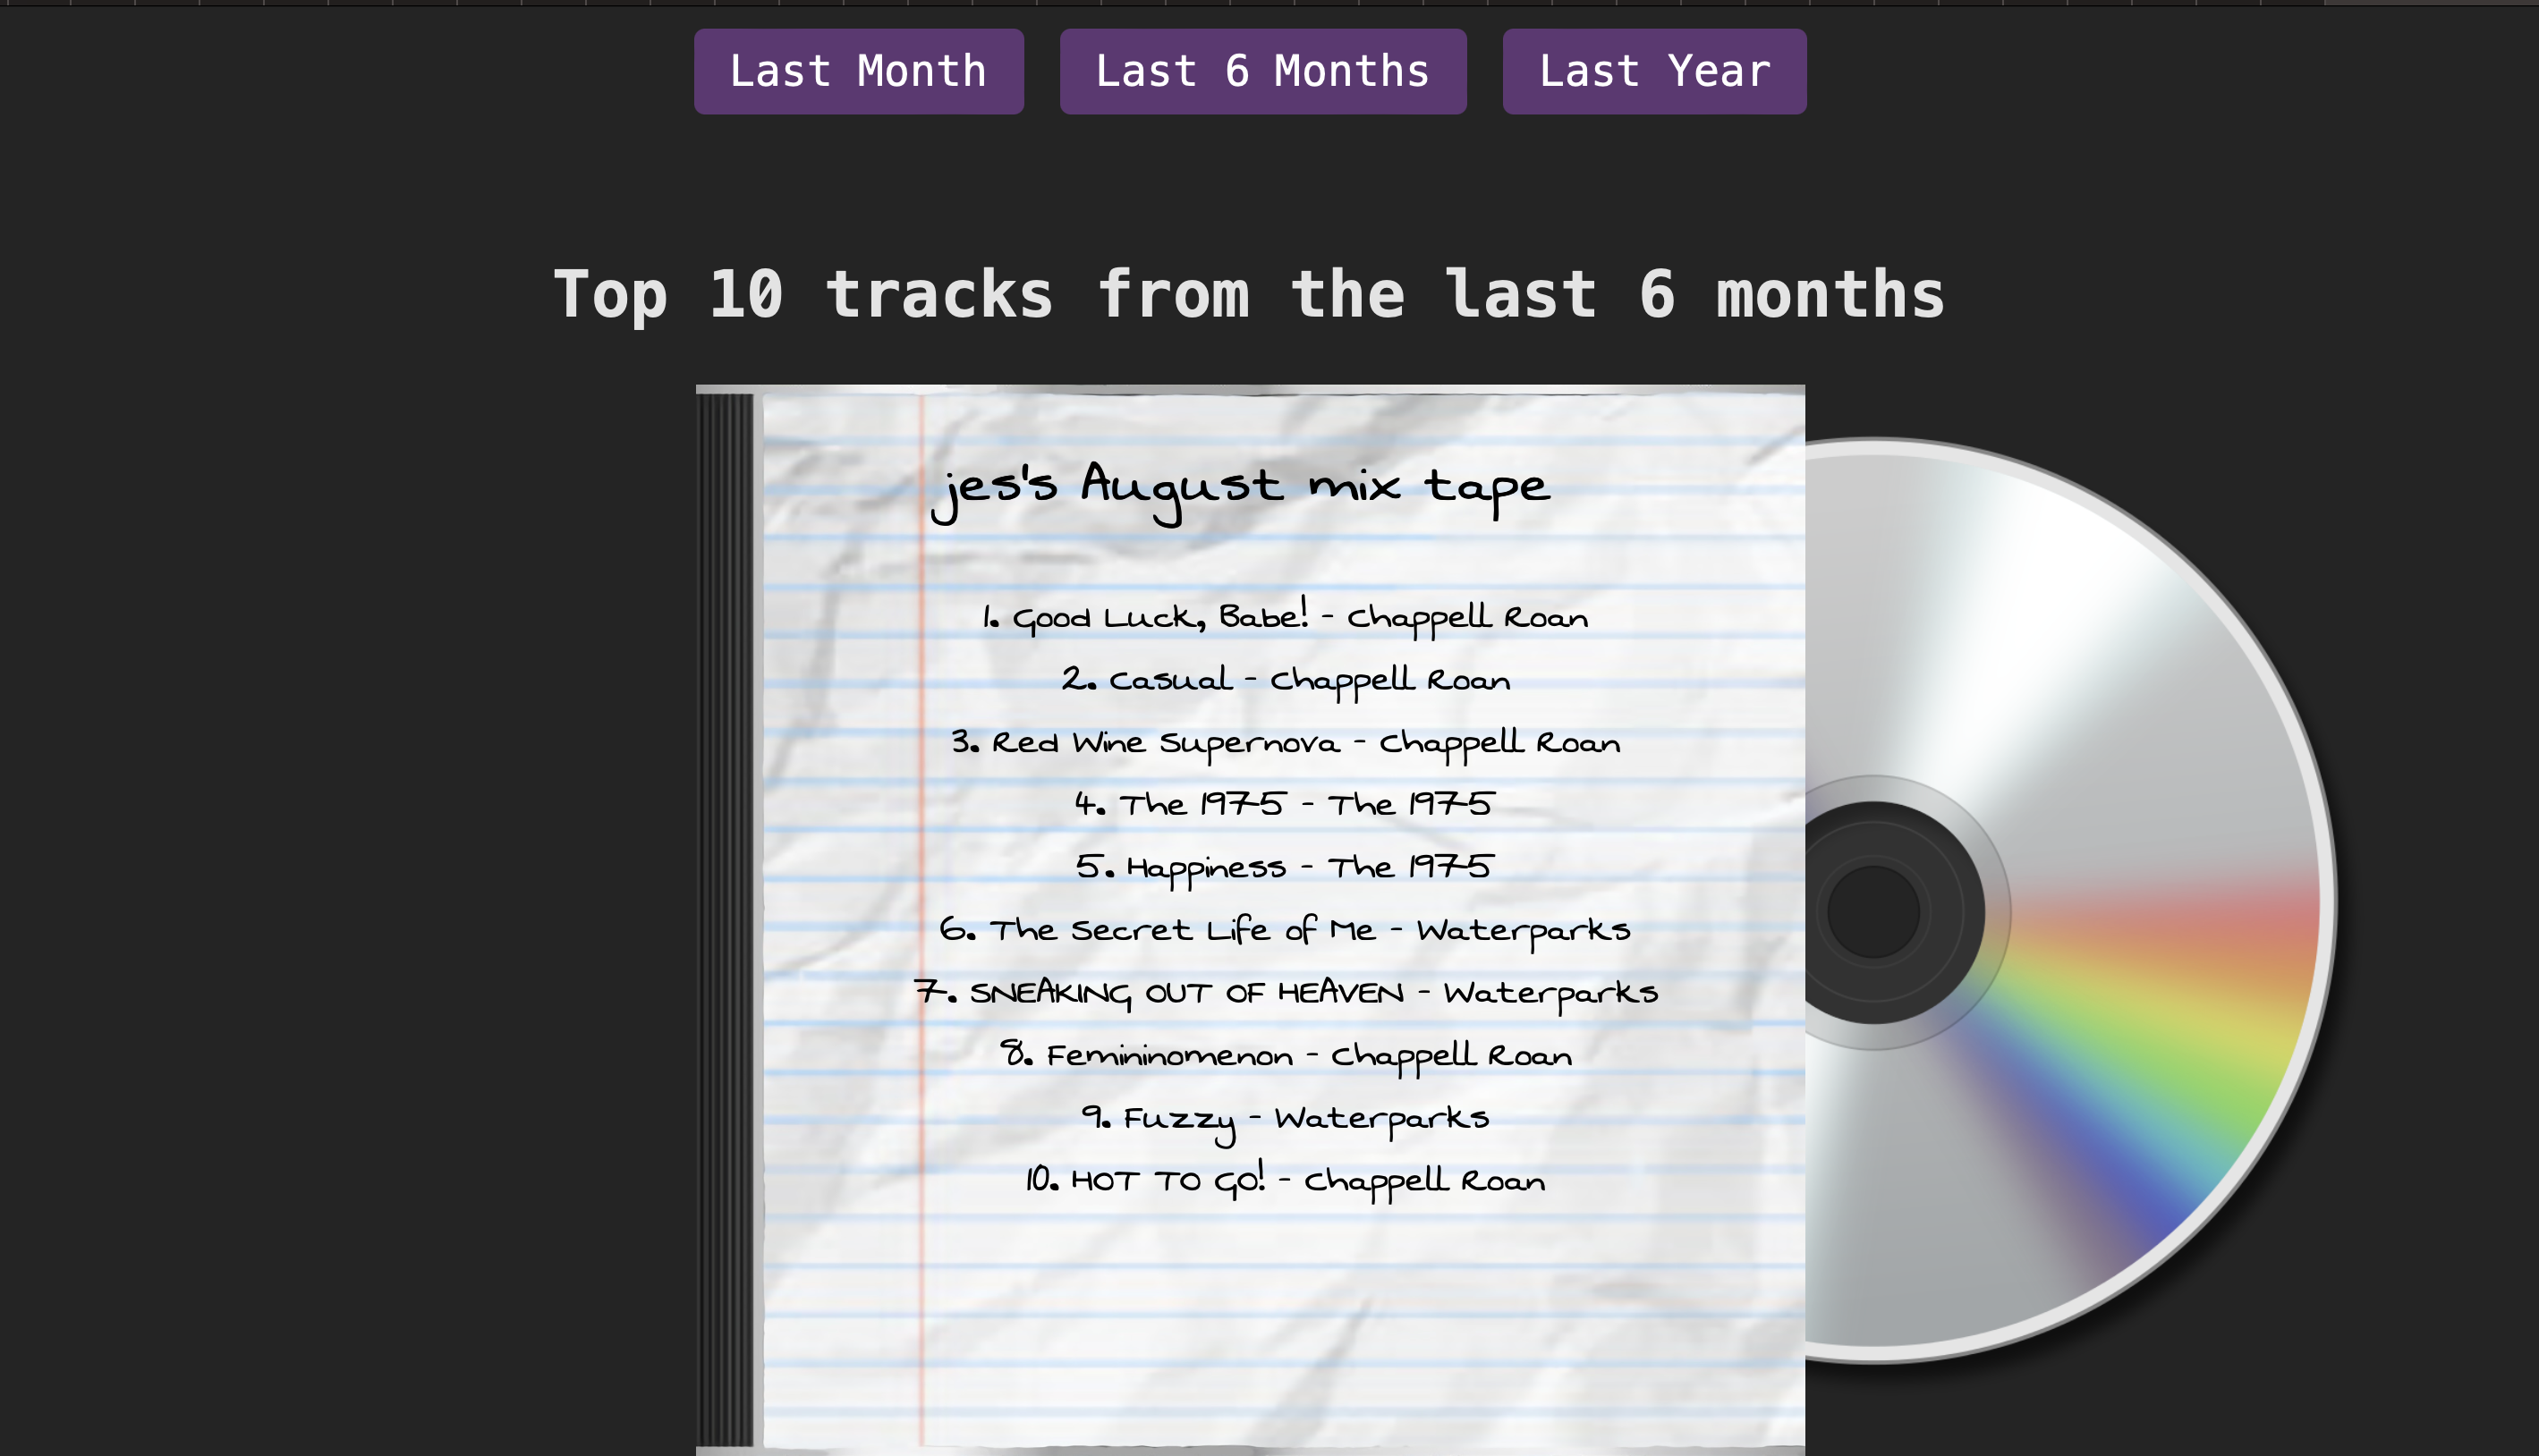 Last Month
Last 6 Months
Last Year
Top 10 tracks from the last 6 months
jes's August mix tape
1. Good Luck, Babe! - Chappell Roan
2. Casual - Chappell Roan
3. Red Wine Supernova - Chappell Roan
4. The 1975 - The 1975
5. Happiness - The 1975
6. The Secret Life of Me - Waterparks
7. SNEAKING OUT OF HEAVEN - Waterparks
8. Femininomenon - Chappell Roan
9. Fuzzy - Waterparks
10. HOT TO GO! - Chappell Roan